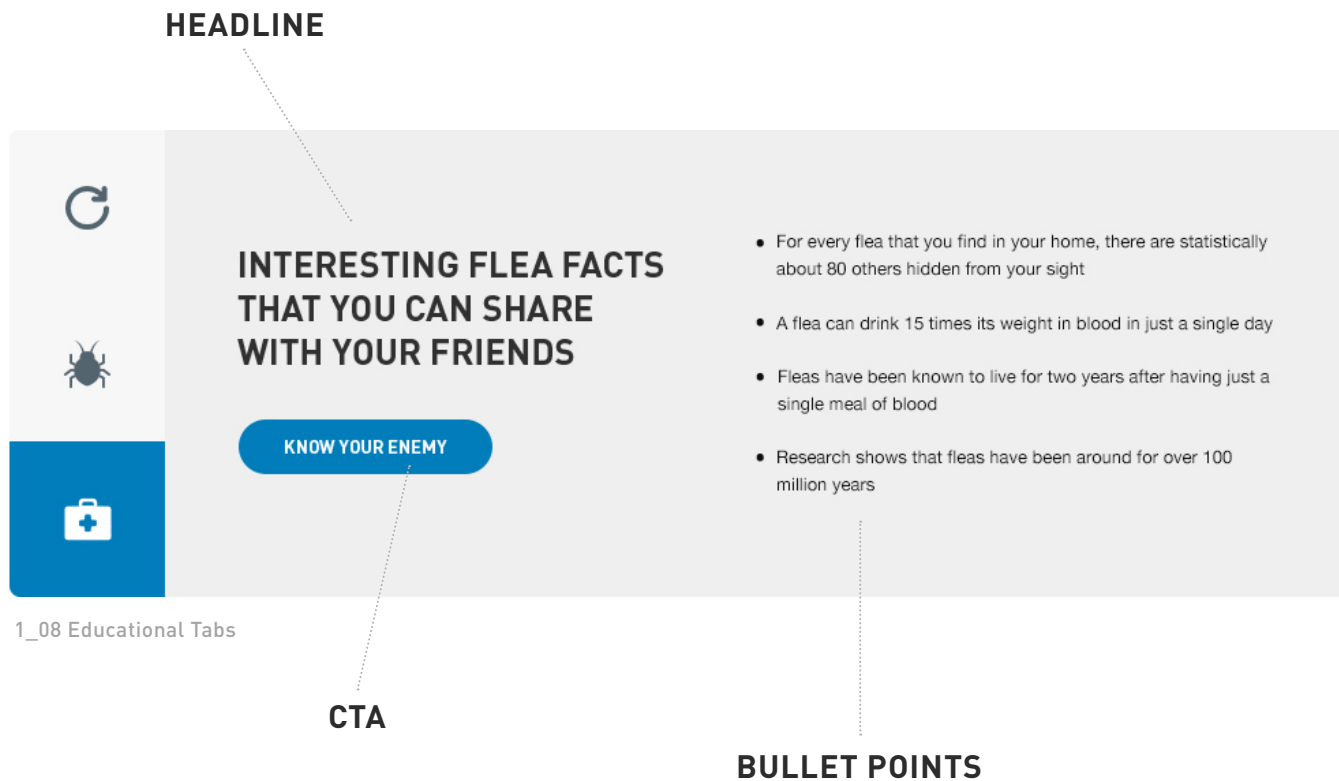 HEADLINE
INTERESTING FLEA FACTS
THAT YOU CAN SHARE
WITH YOUR FRIENDS
KNOW YOUR ENEMY
• For every flea that you find in your home, there are statistically
about 80 others hidden from your sight
• A flea can drink 15 times its weight in blood in just a single day
• Fleas have been known to live for two years after having just a
single meal of blood
• Research shows that fleas have been around for over 100
million years
1_08 Educational Tabs
CTA
BULLET POINTS